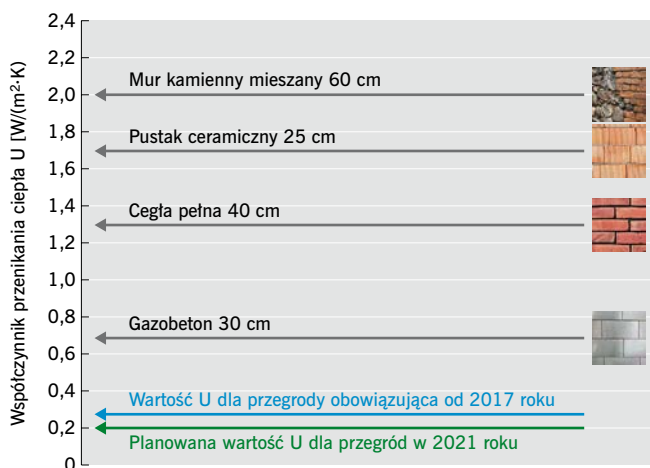 Współczynnik przenikania ciepła U [W/(m²·K)]
2,4
2,2
2,0
1,8
1,6
1,4
1,2
1,0
0,8
0,6
0,4
0,2
0
Mur kamienny mieszany 60 cm
Pustak ceramiczny 25 cm
Cegła pełna 40 cm
Gazobeton 30 cm
Wartość U dla przegrody obowiązująca od 2017 roku
Planowana wartość U dla przegród w 2021 roku